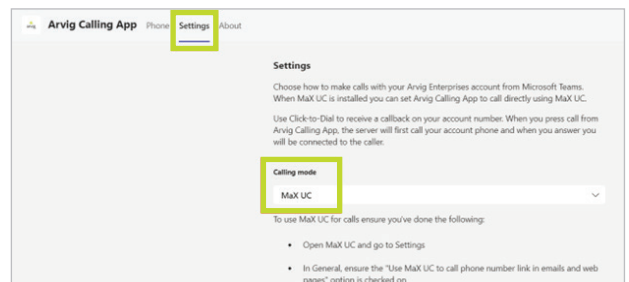 Arvig Calling App Phone Settings About
Settings
Choose how to make calls with your Arvig Enterprises account from Microsoft Teams.
When MaX UC is installed you can set Arvig Calling App to call directly using MaX UC.
Use Click-to-Dial to receive a callback on your account number. When you press call from
Arvig Calling App, the server will first call your account phone and when you answer you
will be connected to the caller.
Calling mode
MaX UC
To use MaX UC for calls ensure you've done the following:
• Open MaX UC and go to Settings
• In General, ensure the "Use MaX UC to call phone number link in emails and web
pages" option is checked on